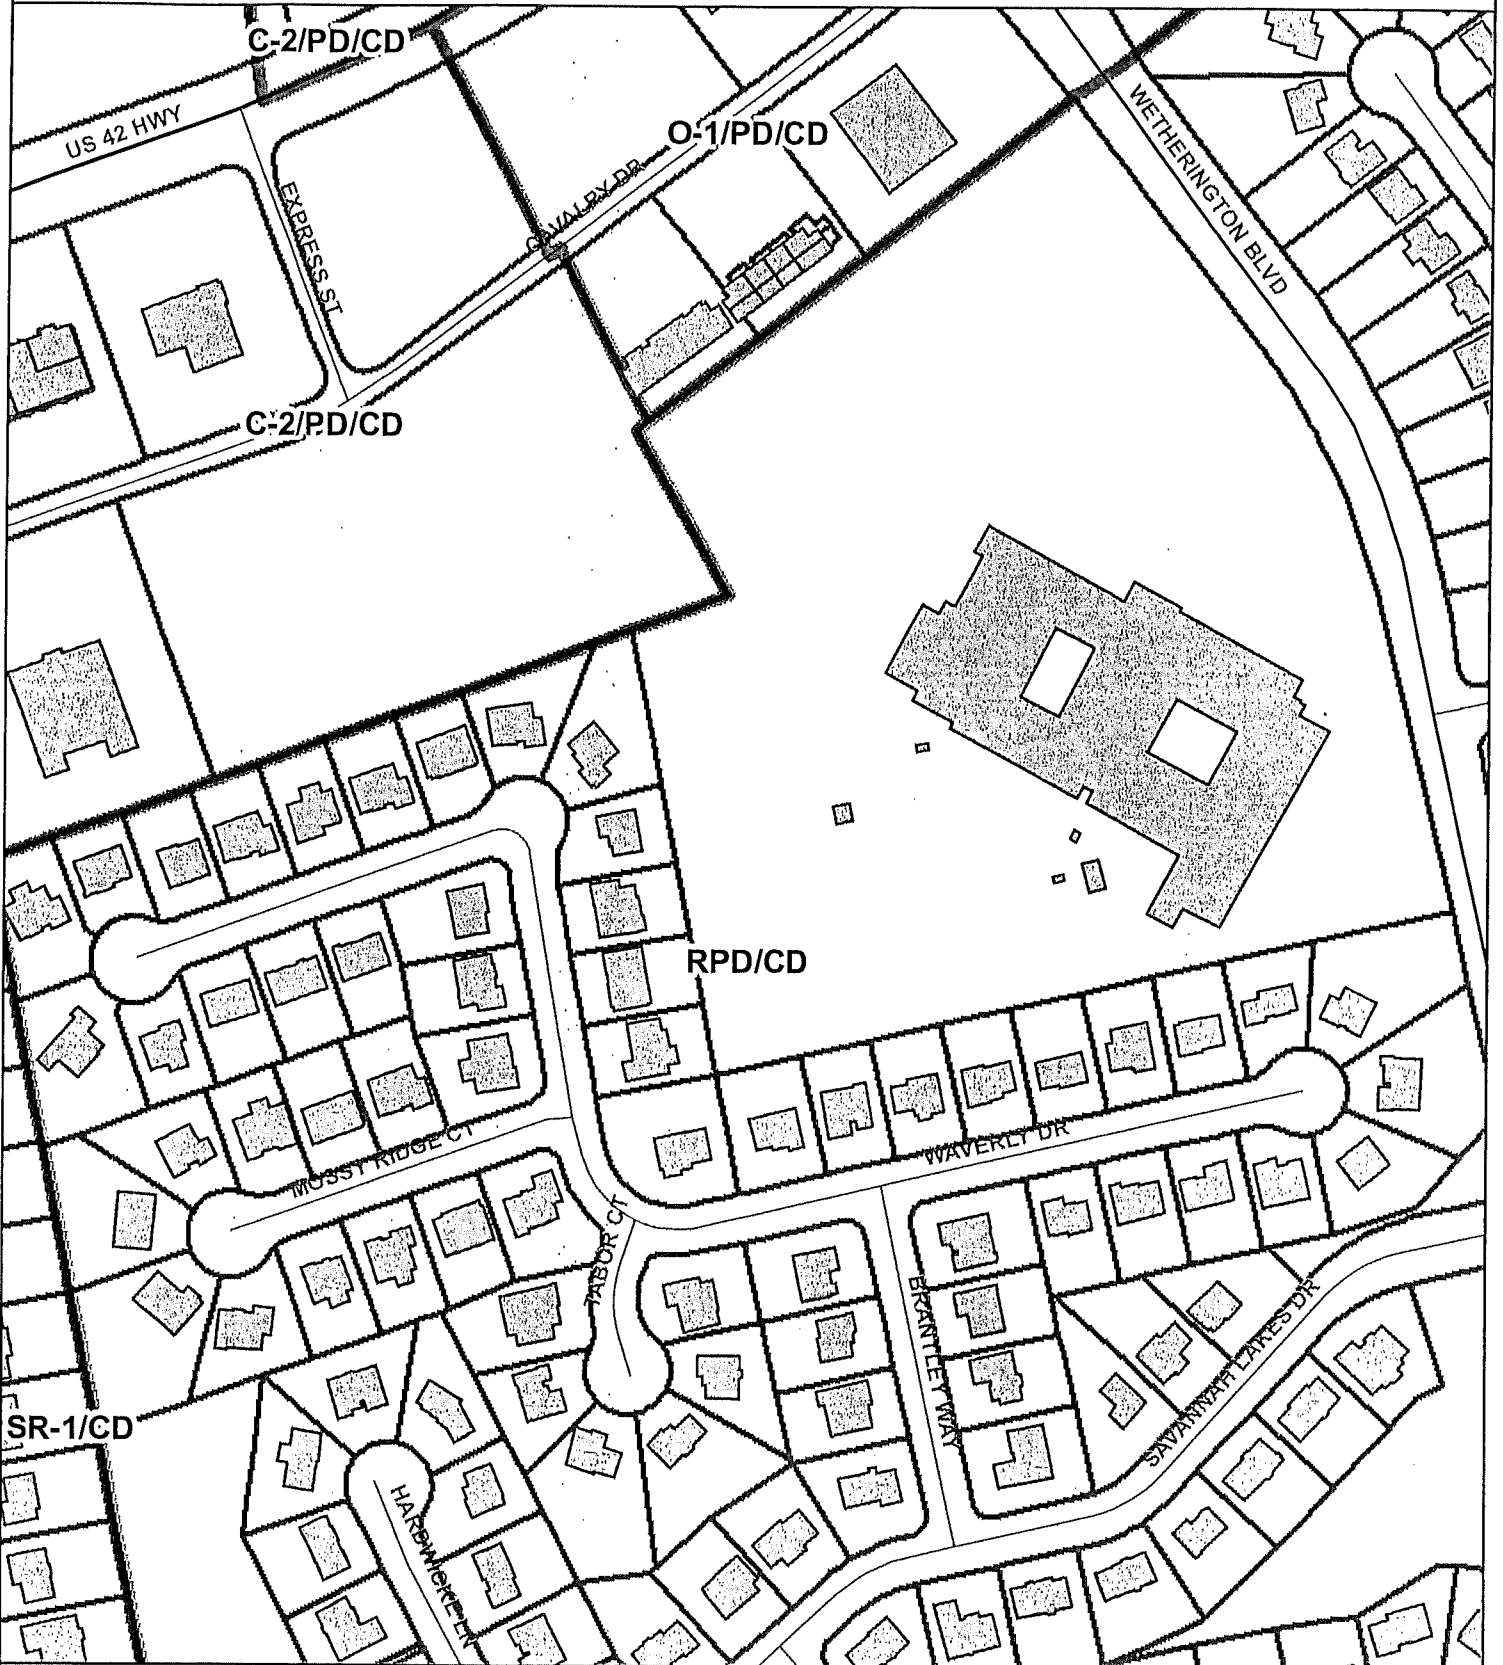 C-2/PD/CD
US 42 HWY
O-1/PD/CD
WETHERINGTON BLVD
CAVALRY DR
EXPRESS ST
C-2/PD/CD
RPD/CD
MOSSY RIDGE CT
WAVERLY DR
TABOR CT
BRANTLEY WAY
SAVANNAH LAKES DR
SR-1/CD
HARDWICKE LN